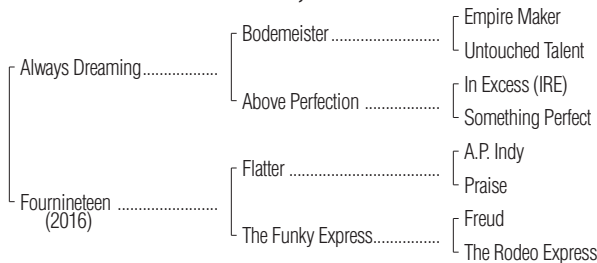 Empire Maker
Bodemeister
Untouched Talent
Always Dreaming
In Excess (IRE)
Above Perfection
Something Perfect
A.P. Indy
Flatter
Praise
Fournineteen
(2016)
Freud
The Funky Express
The Rodeo Express